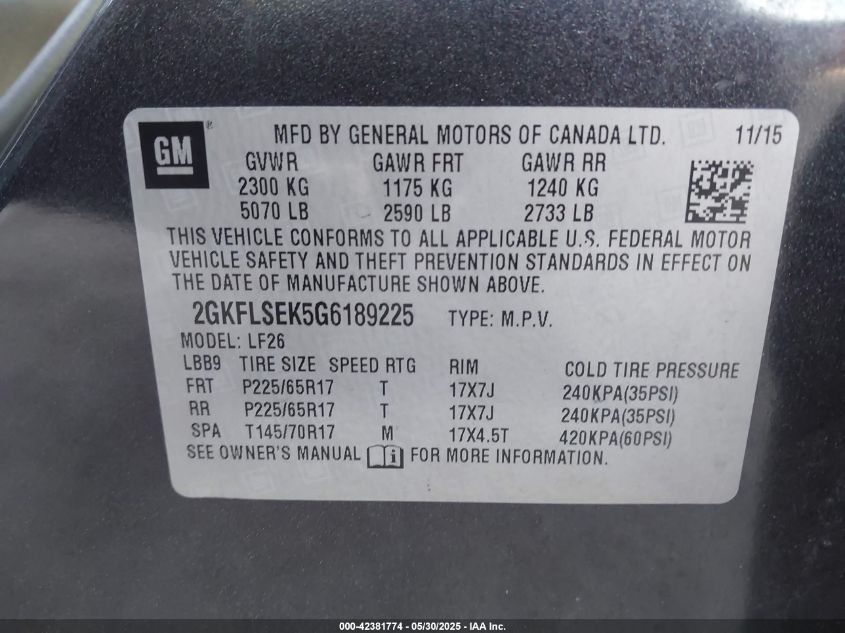 GM ® MFD BY GENERAL MOTORS OF CANADA LTD. 11/15
GVWR GAWR FRT GAWR RR
2300 KG 1175 KG 1240 KG
5070 LB 2590 LB 2733 LB
THIS VEHICLE CONFORMS TO ALL APPLICABLE U.S. FEDERAL MOTOR
VEHICLE SAFETY AND THEFT PREVENTION STANDARDS IN EFFECT ON
THE DATE OF MANUFACTURE SHOWN ABOVE.
2GKFLSEK5G6189225 TYPE: M.P.V.
MODEL: LF26
LBB9 TIRE SIZE SPEED RTG RIM COLD TIRE PRESSURE
FRT P225/65R17 T 17X7J 240KPA(35PSI)
RR P225/65R17 T 17X7J 240KPA(35PSI)
SPA T145/70R17 M 17X4.5T 420KPA(60PSI)
SEE OWNER'S MANUAL i FOR MORE INFORMATION.
000-42381774 - 05/30/2025 - IAA Inc.